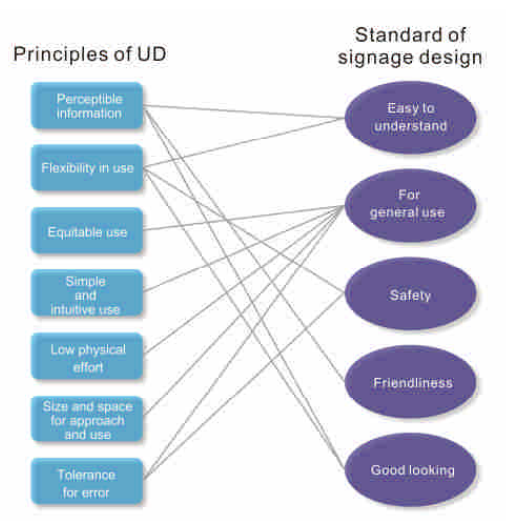 Principles of UD
Standard of
signage design
Perceptible
information
Flexibility in use
Equitable use
Simple
and
intuitive use
Low physical
effort
Size and space
for approach
and use
Tolerance
for error
Easy to
understand
For
general use
Safety
Friendliness
Good looking